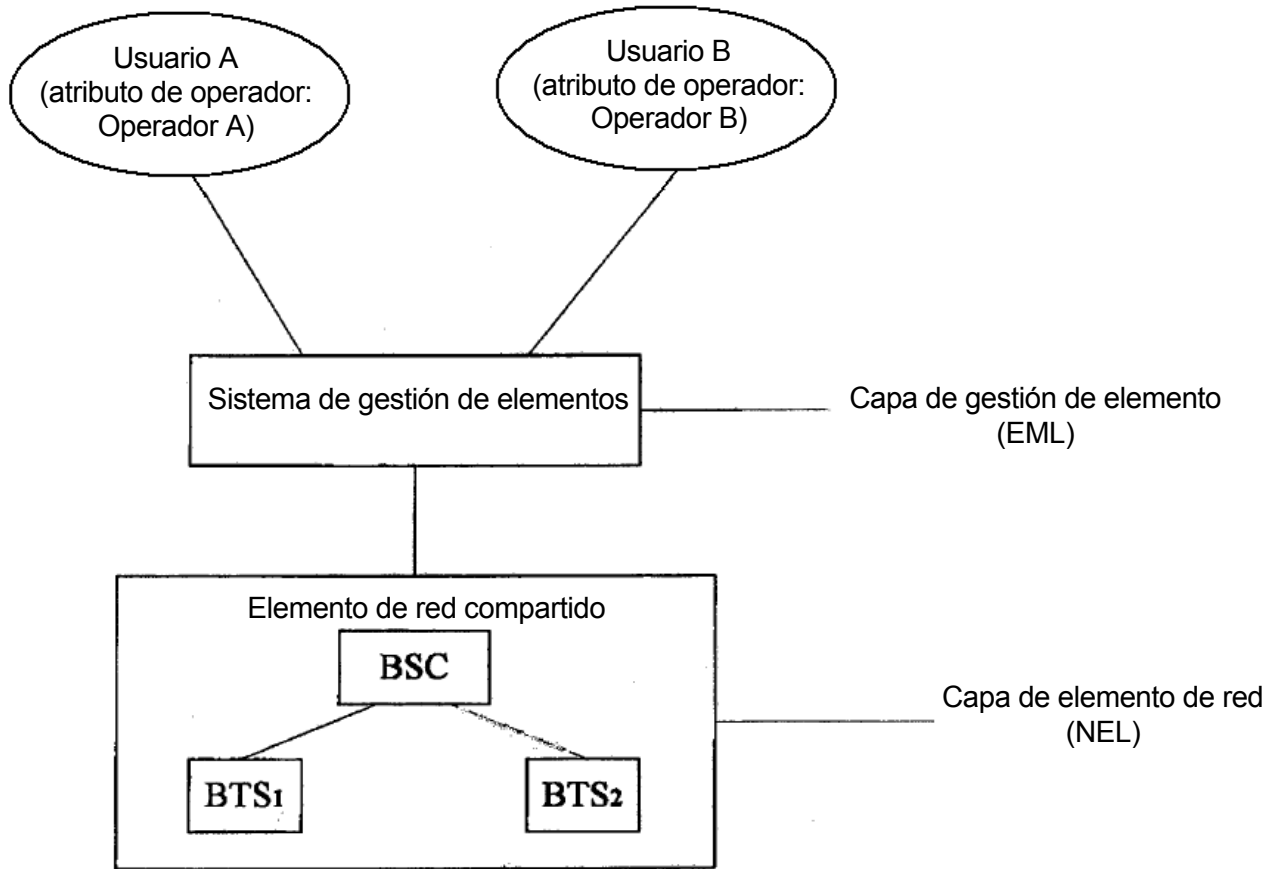 Usuario A
(atributo de operador:
Operador A)
Usuario B
(atributo de operador:
Operador B)
Sistema de gestión de elementos
Capa de gestión de elemento
(EML)
Elemento de red compartido
BSC
Capa de elemento de red
(NEL)
BTS1
BTS2